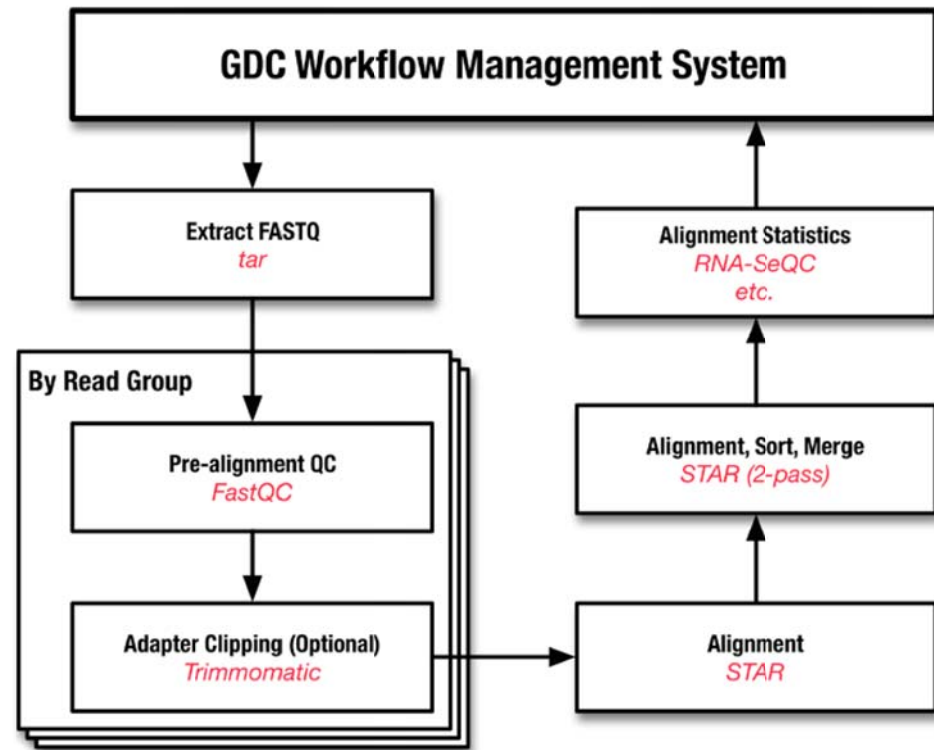 GDC Workflow Management System
Extract FASTQ
tar
By Read Group
Pre-alignment QC
FastQC
Adapter Clipping (Optional)
Trimmomatic
Alignment
STAR
Alignment, Sort, Merge
STAR (2-pass)
Alignment Statistics
RNA-SeQC
etc.